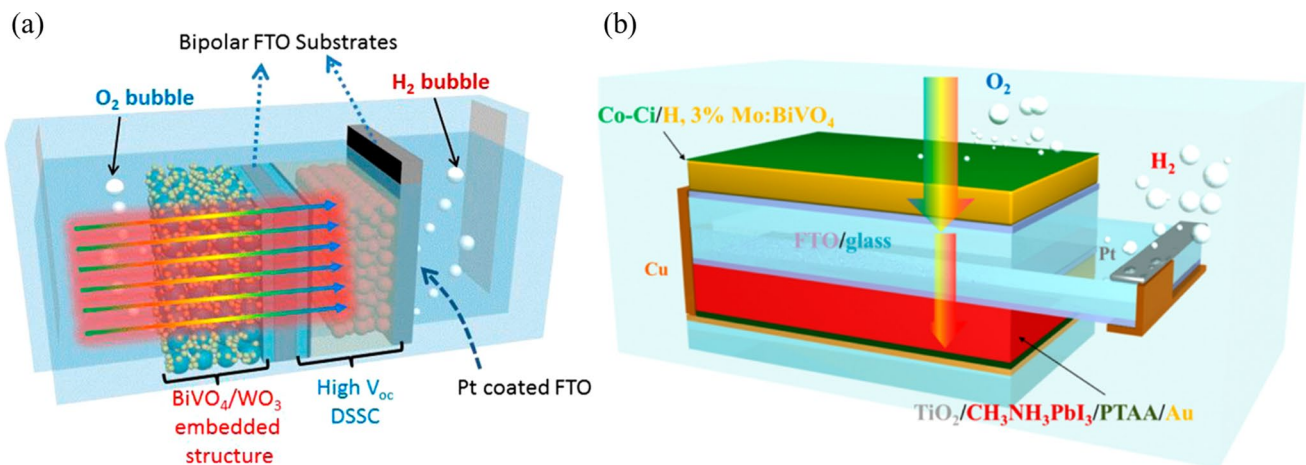 (a)
Bipolar FTO Substrates
O₂ bubble
H₂ bubble
BiVO₄/WO₃
embedded
structure
High Vₒc
DSSC
Pt coated FTO
(b)
O₂
Co-Ci/H, 3% Mo:BiVO₄
H₂
FTO/glass
Pt
Cu
TiO₂/CH₃NH₃PbI₃/PTAA/Au